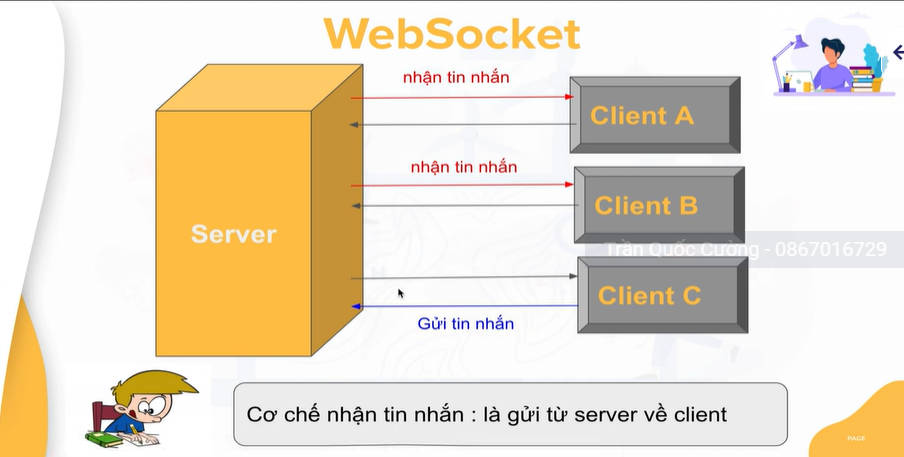 WebSocket
nhận tin nhắn
Client A
nhận tin nhắn
Client B
Server
Trần Quốc Cường - 0867016729
Client C
Gửi tin nhắn
Cơ chế nhận tin nhắn : là gửi từ server về client
PAGE